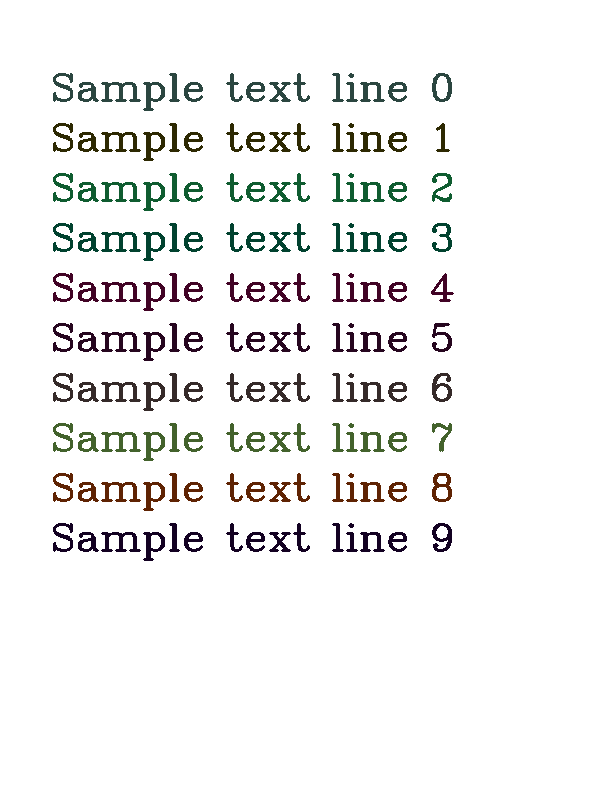 Sample text line 0
Sample text line 1
Sample text line 2
Sample text line 3
Sample text line 4
Sample text line 5
Sample text line 6
Sample text line 7
Sample text line 8
Sample text line 9